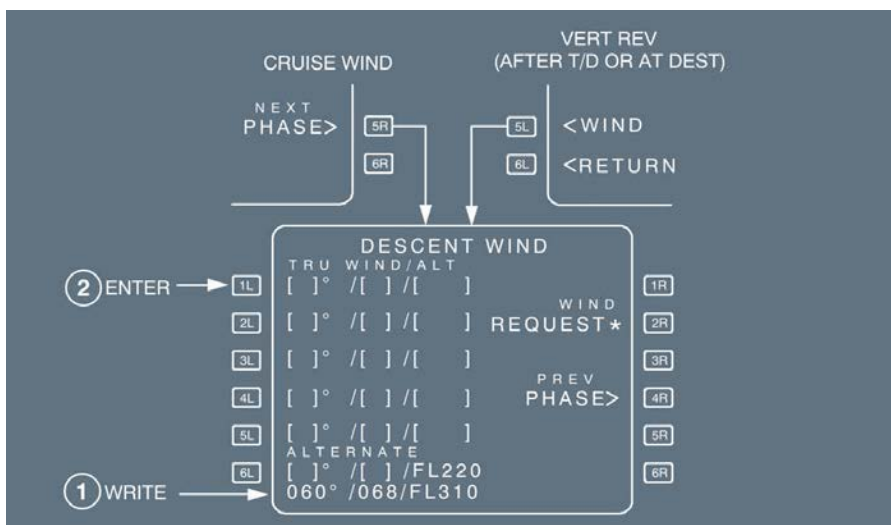 CRUISE WIND
NEXT
PHASE>
5R
6R
VERT REV
(AFTER T/D OR AT DEST)
5L
<WIND
6L
<RETURN
DESCENT WIND
TRU WIND/ALT
2 ENTER 1L [ ]° /[ ] /[ ] 1R
WIND
2L [ ]° /[ ] /[ ] REQUEST* 2R
3L [ ]° /[ ] /[ ] 3R
PREV
4L [ ]° /[ ] /[ ] PHASE> 4R
5L [ ]° /[ ] /[ ] 5R
ALTERNATE
6L [ ]° /[ ] /FL220 6R
1 WRITE 060° /068/FL310